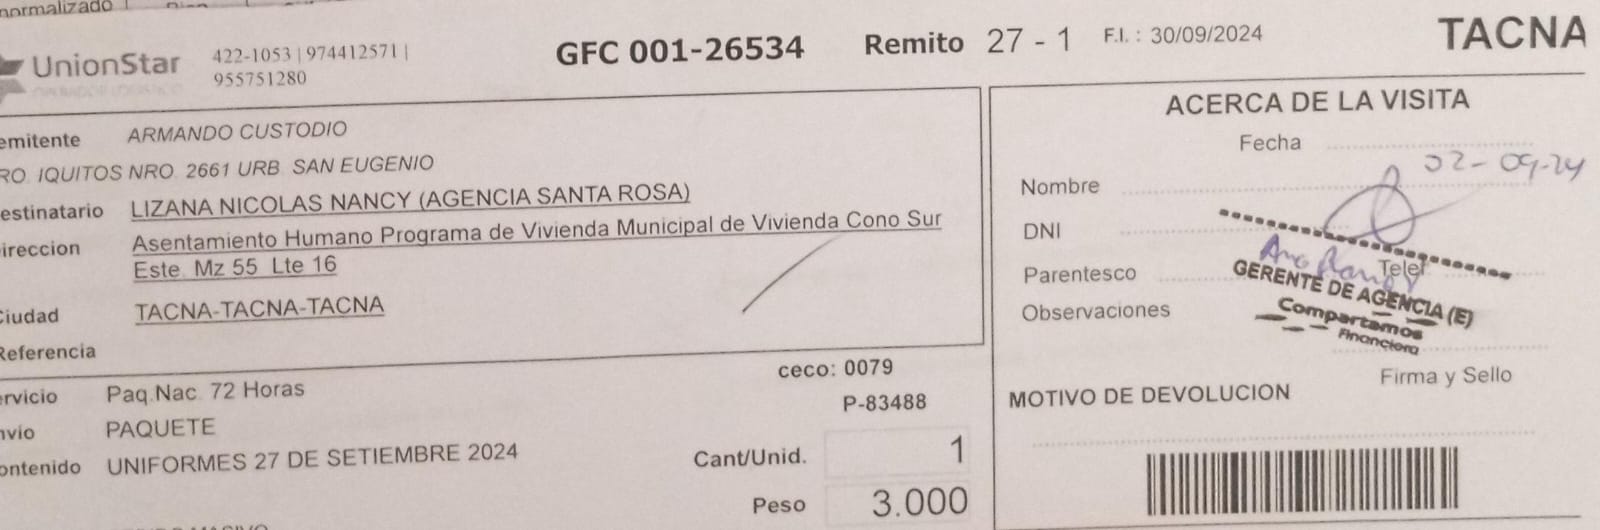 normalizado
UnionStar
422-1053 | 974412571 |
955751280
GFC 001-26534
Remito 27 - 1
F.I. : 30/09/2024
TACNA
emitente ARMANDO CUSTODIO
RO. IQUITOS NRO. 2661 URB. SAN EUGENIO
estinatario LIZANA NICOLAS NANCY (AGENCIA SANTA ROSA)
ireccion Asentamiento Humano Programa de Vivienda Municipal de Vivienda Cono Sur
Este. Mz 55 Lte 16
Ciudad TACNA-TACNA-TACNA
Referencia
ervicio Paq.Nac. 72 Horas
nvío PAQUETE
ontenido UNIFORMES 27 DE SETIEMBRE 2024
ceco: 0079
P-83488
Cant/Unid. 1
Peso 3.000
ACERCA DE LA VISITA
Fecha 02-09-24
Nombre
DNI
Parentesco Telef
Observaciones
GERENTE DE AGENCIA (E)
Compartamos
Financiera
Firma y Sello
MOTIVO DE DEVOLUCION